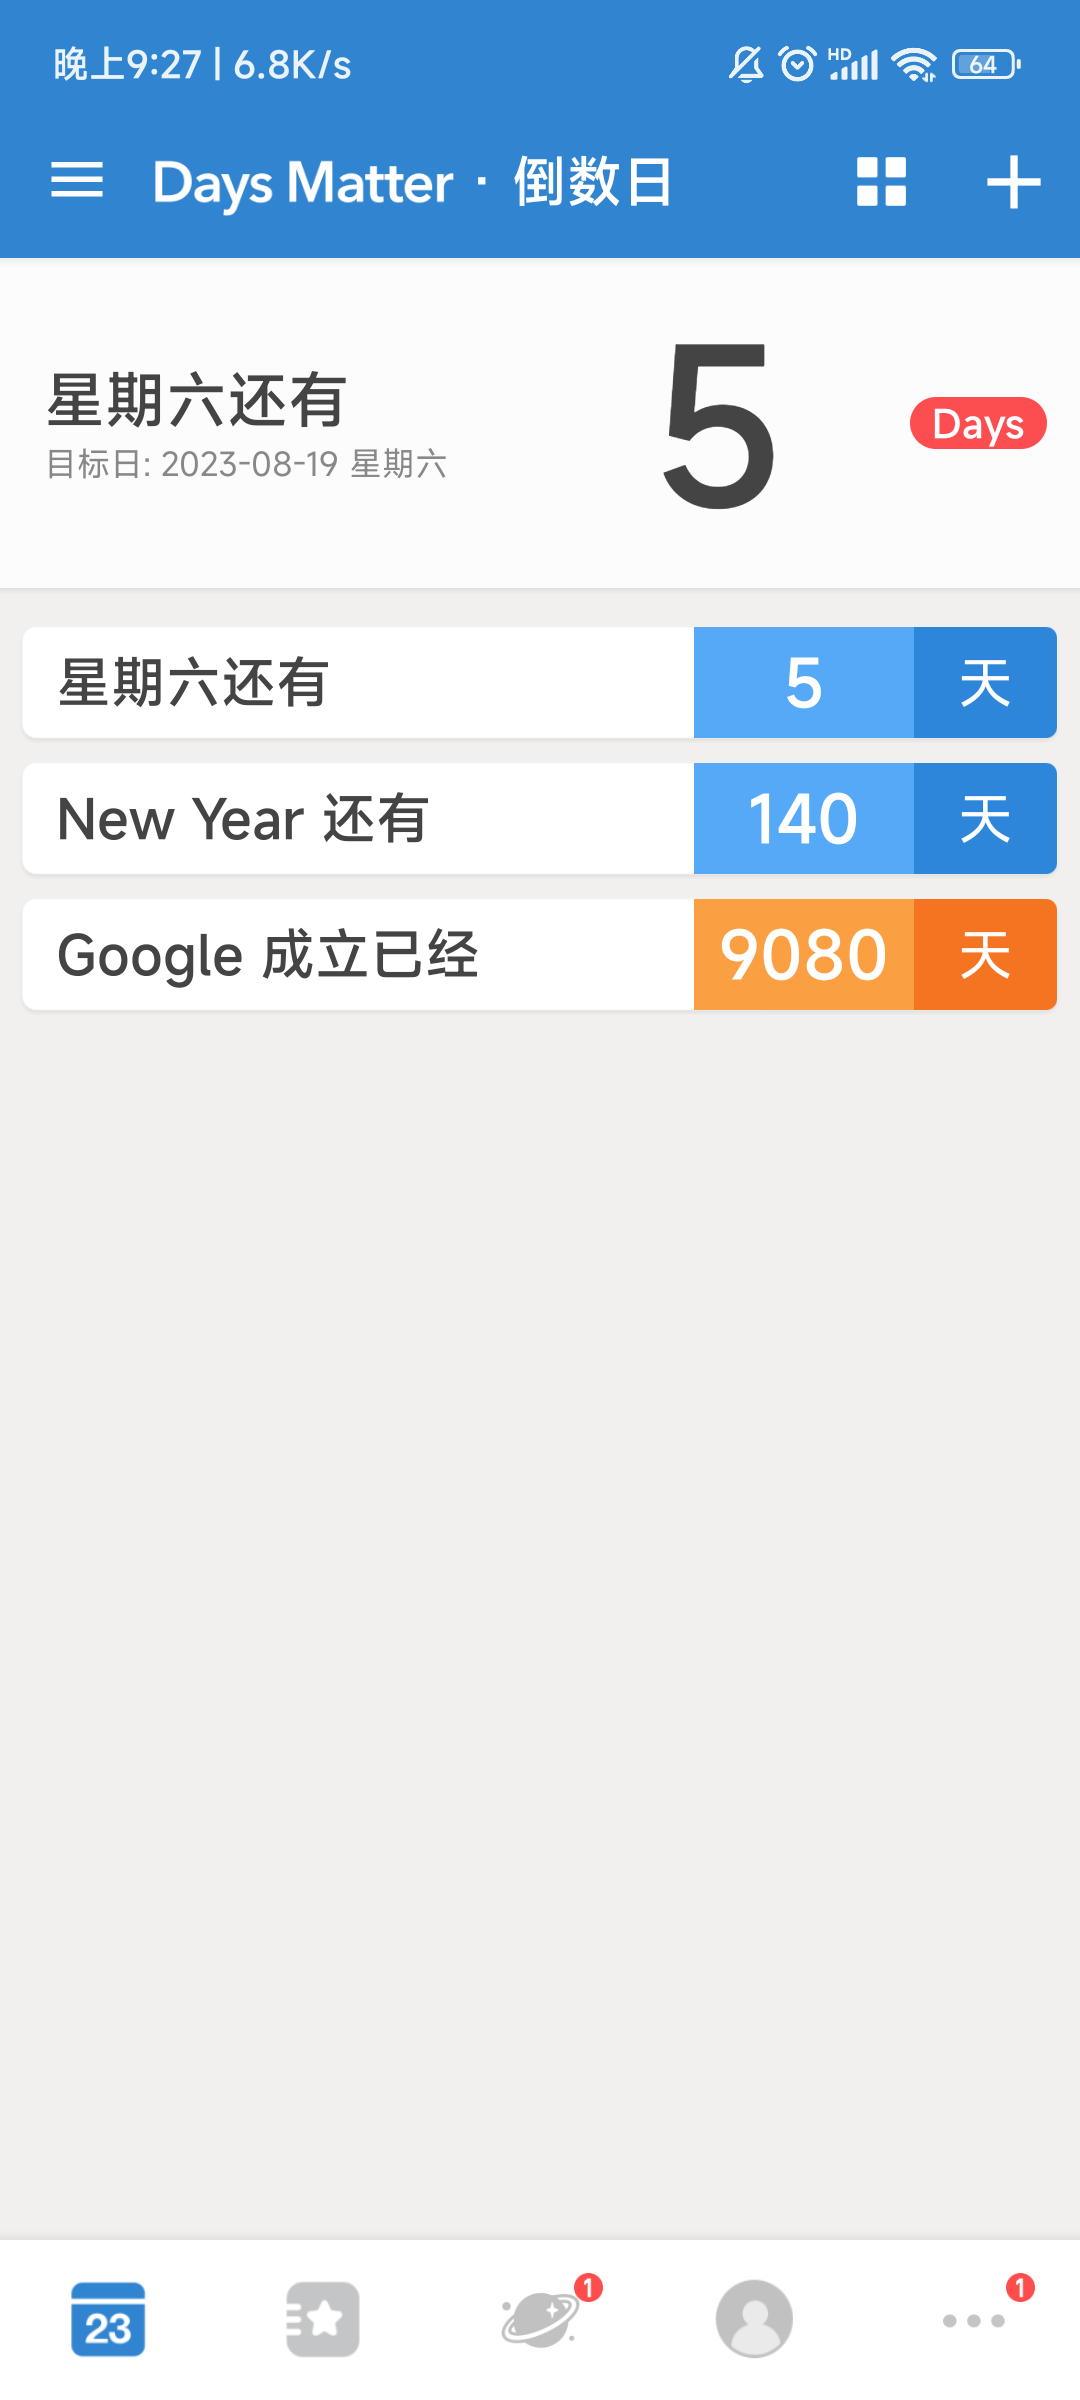 晚上9:27 | 6.8K/s
HD
64
Days Matter · 倒数日
星期六还有
目标日: 2023-08-19 星期六
5
Days
星期六还有 5 天
New Year 还有 140 天
Google 成立已经 9080 天
23
1
1